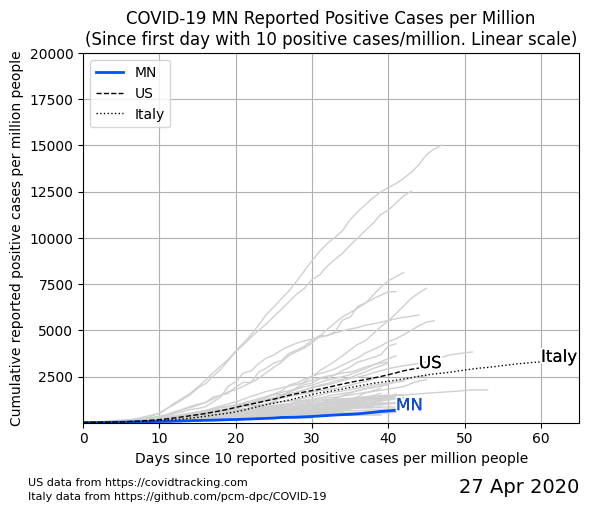 COVID-19 MN Reported Positive Cases per Million
(Since first day with 10 positive cases/million. Linear scale)
Cumulative reported positive cases per million people
20000
17500
15000
12500
10000
7500
5000
2500
MN
US
Italy
US
Italy
MN
0
10
20
30
40
50
60
Days since 10 reported positive cases per million people
US data from https://covidtracking.com
Italy data from https://github.com/pcm-dpc/COVID-19
27 Apr 2020